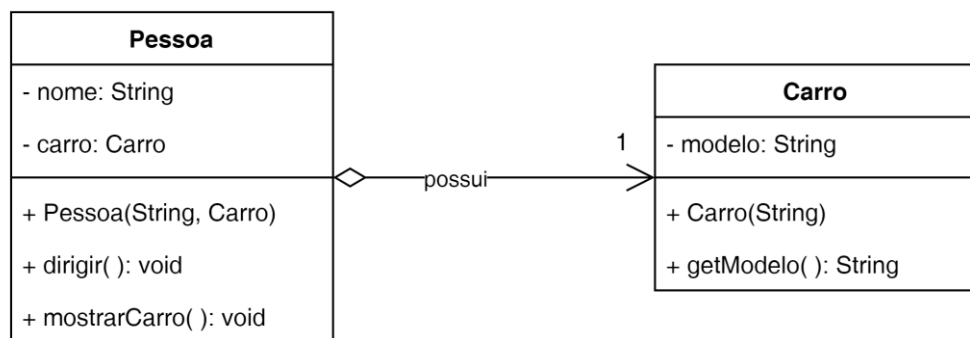 Pessoa
- nome: String
- carro: Carro
+ Pessoa(String, Carro)
+ dirigir( ): void
+ mostrarCarro( ): void
possui
1
Carro
- modelo: String
+ Carro(String)
+ getModelo( ): String